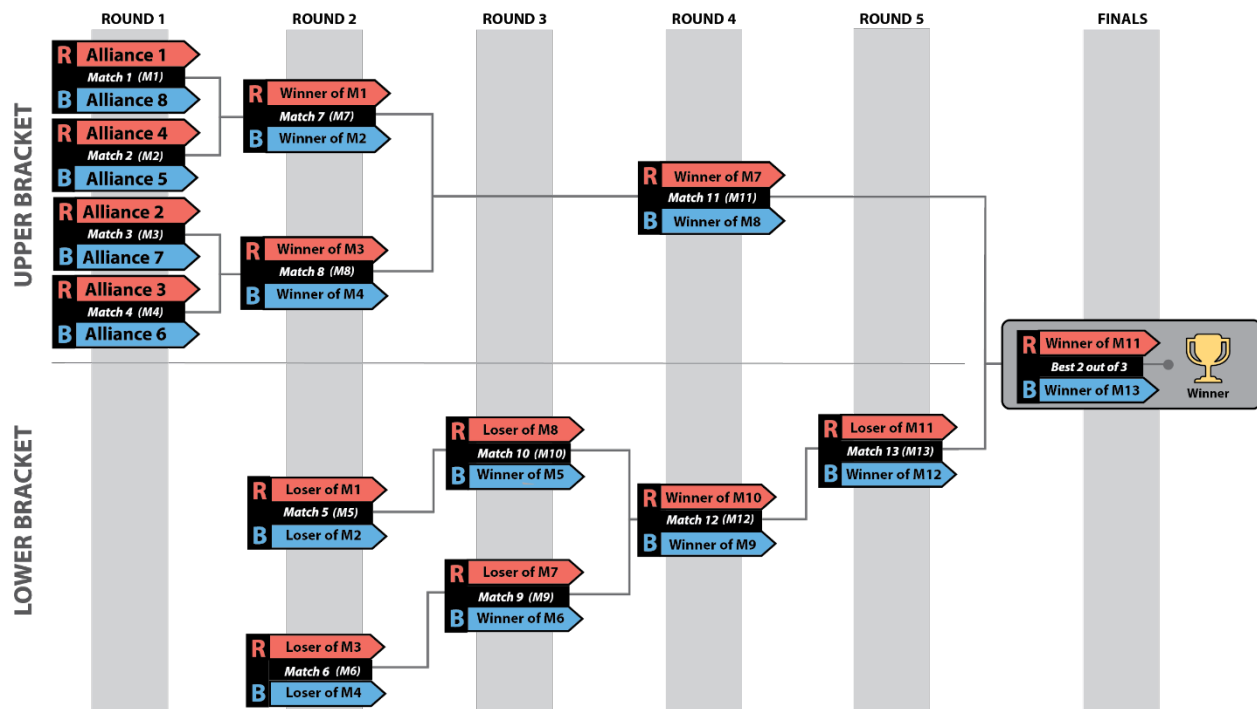 ROUND 1
ROUND 2
ROUND 3
ROUND 4
ROUND 5
FINALS
UPPER BRACKET
R Alliance 1
Match 1 (M1)
B Alliance 8
R Alliance 4
Match 2 (M2)
B Alliance 5
R Alliance 2
Match 3 (M3)
B Alliance 7
R Alliance 3
Match 4 (M4)
B Alliance 6
R Winner of M1
Match 7 (M7)
B Winner of M2
R Winner of M3
Match 8 (M8)
B Winner of M4
R Winner of M7
Match 11 (M11)
B Winner of M8
R Winner of M11
Best 2 out of 3
B Winner of M13
Winner
LOWER BRACKET
R Loser of M1
Match 5 (M5)
B Loser of M2
R Loser of M3
Match 6 (M6)
B Loser of M4
R Loser of M8
Match 10 (M10)
B Winner of M5
R Loser of M7
Match 9 (M9)
B Winner of M6
R Winner of M10
Match 12 (M12)
B Winner of M9
R Loser of M11
Match 13 (M13)
B Winner of M12